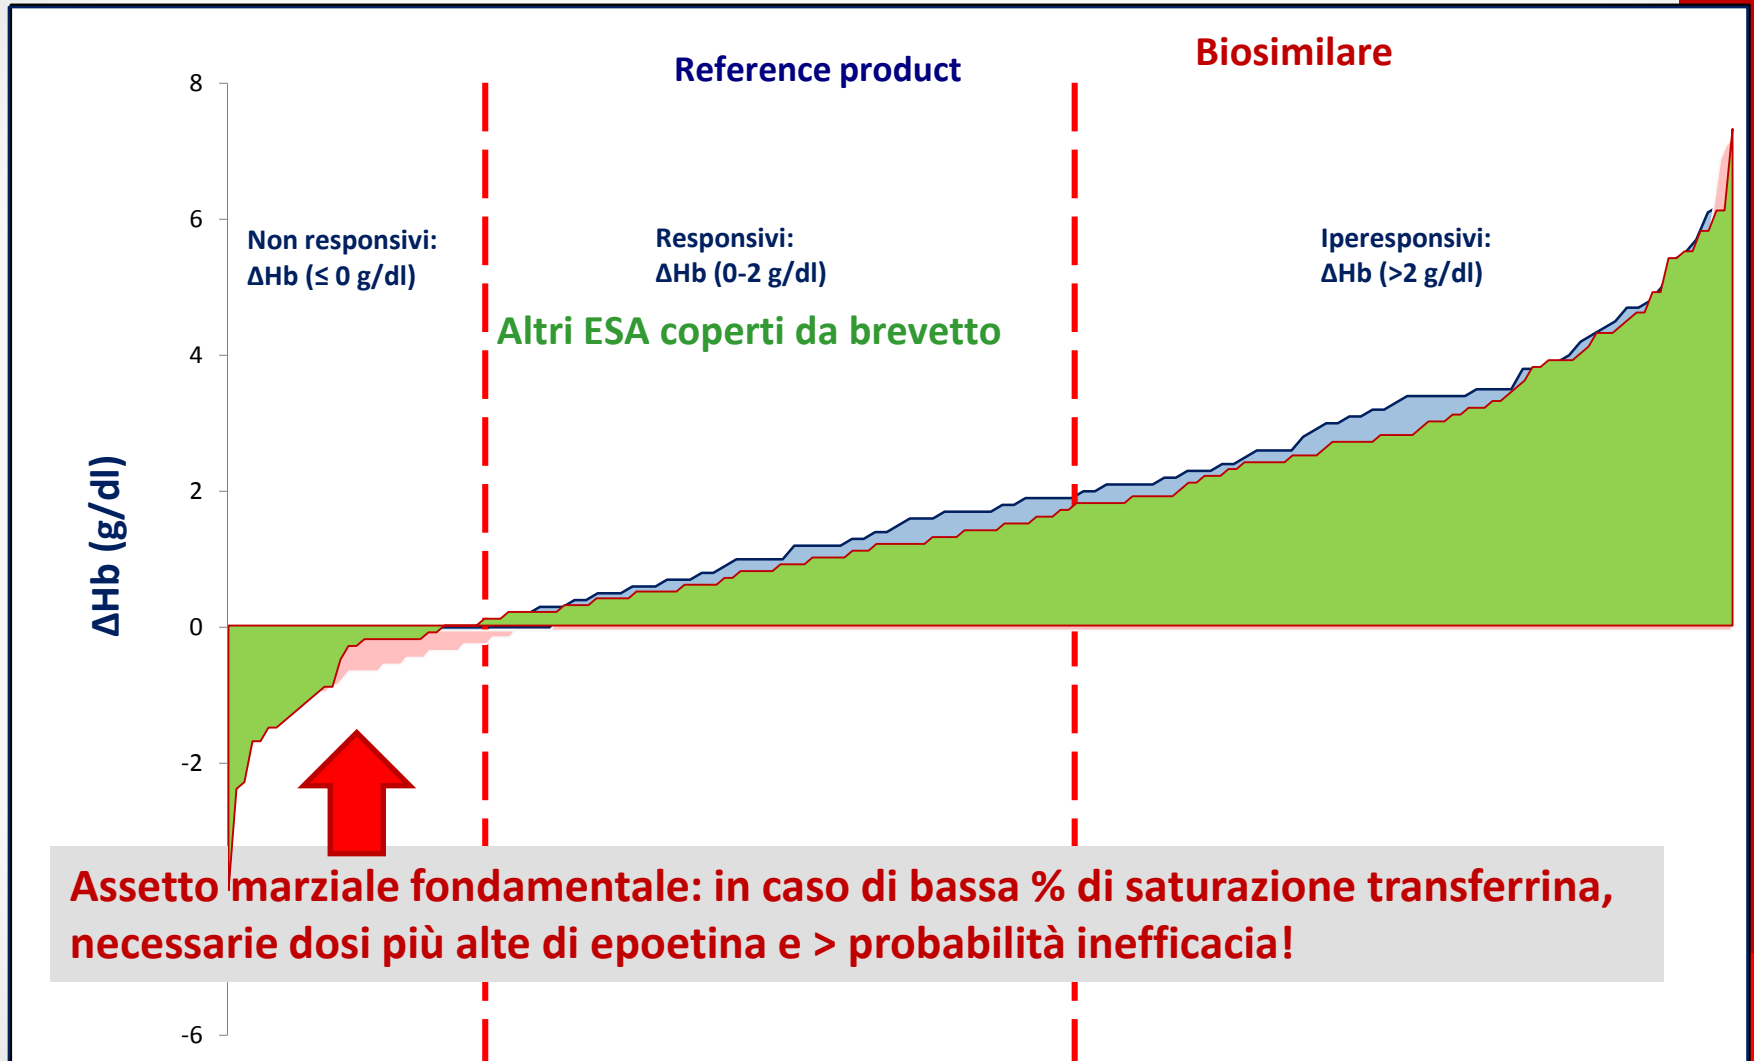 Biosimilare
Reference product
8
6
Non responsivi:
ΔHb (≤ 0 g/dl)
Responsivi:
ΔHb (0-2 g/dl)
Iperesponsivi:
ΔHb (>2 g/dl)
Altri ESA coperti da brevetto
4
2
ΔHb (g/dl)
0
-2
Assetto marziale fondamentale: in caso di bassa % di saturazione transferrina,
necessarie dosi più alte di epoetina e > probabilità inefficacia!
-6